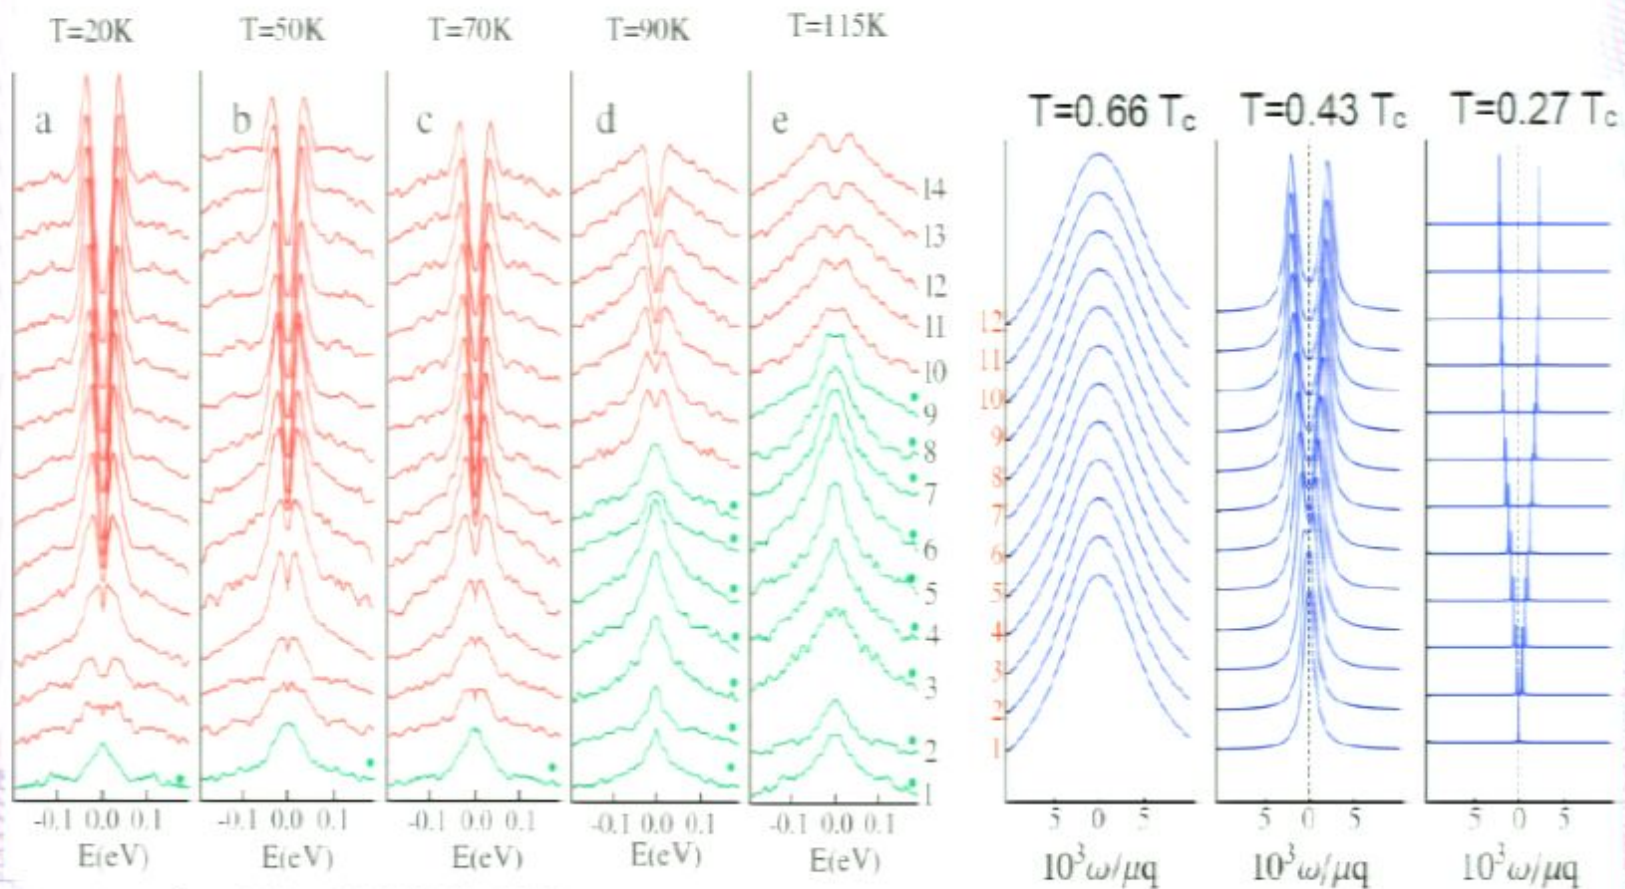 T=20K
T=50K
T=70K
T=90K
T=115K
T=0.66 Tc
T=0.43 Tc
T=0.27 Tc
a
b
c
d
e
14
13
12
11
10
9
8
7
6
5
4
3
2
1
12
11
10
9
8
7
6
5
4
3
2
1
-0.1 0.0 0.1
-0.1 0.0 0.1
-0.1 0.0 0.1
-0.1 0.0 0.1
-0.1 0.0 0.1
5 0 5
5 0 5
5 0 5
E(eV)
E(eV)
E(eV)
E(eV)
E(eV)
10³ω/μq
10³ω/μq
10³ω/μq